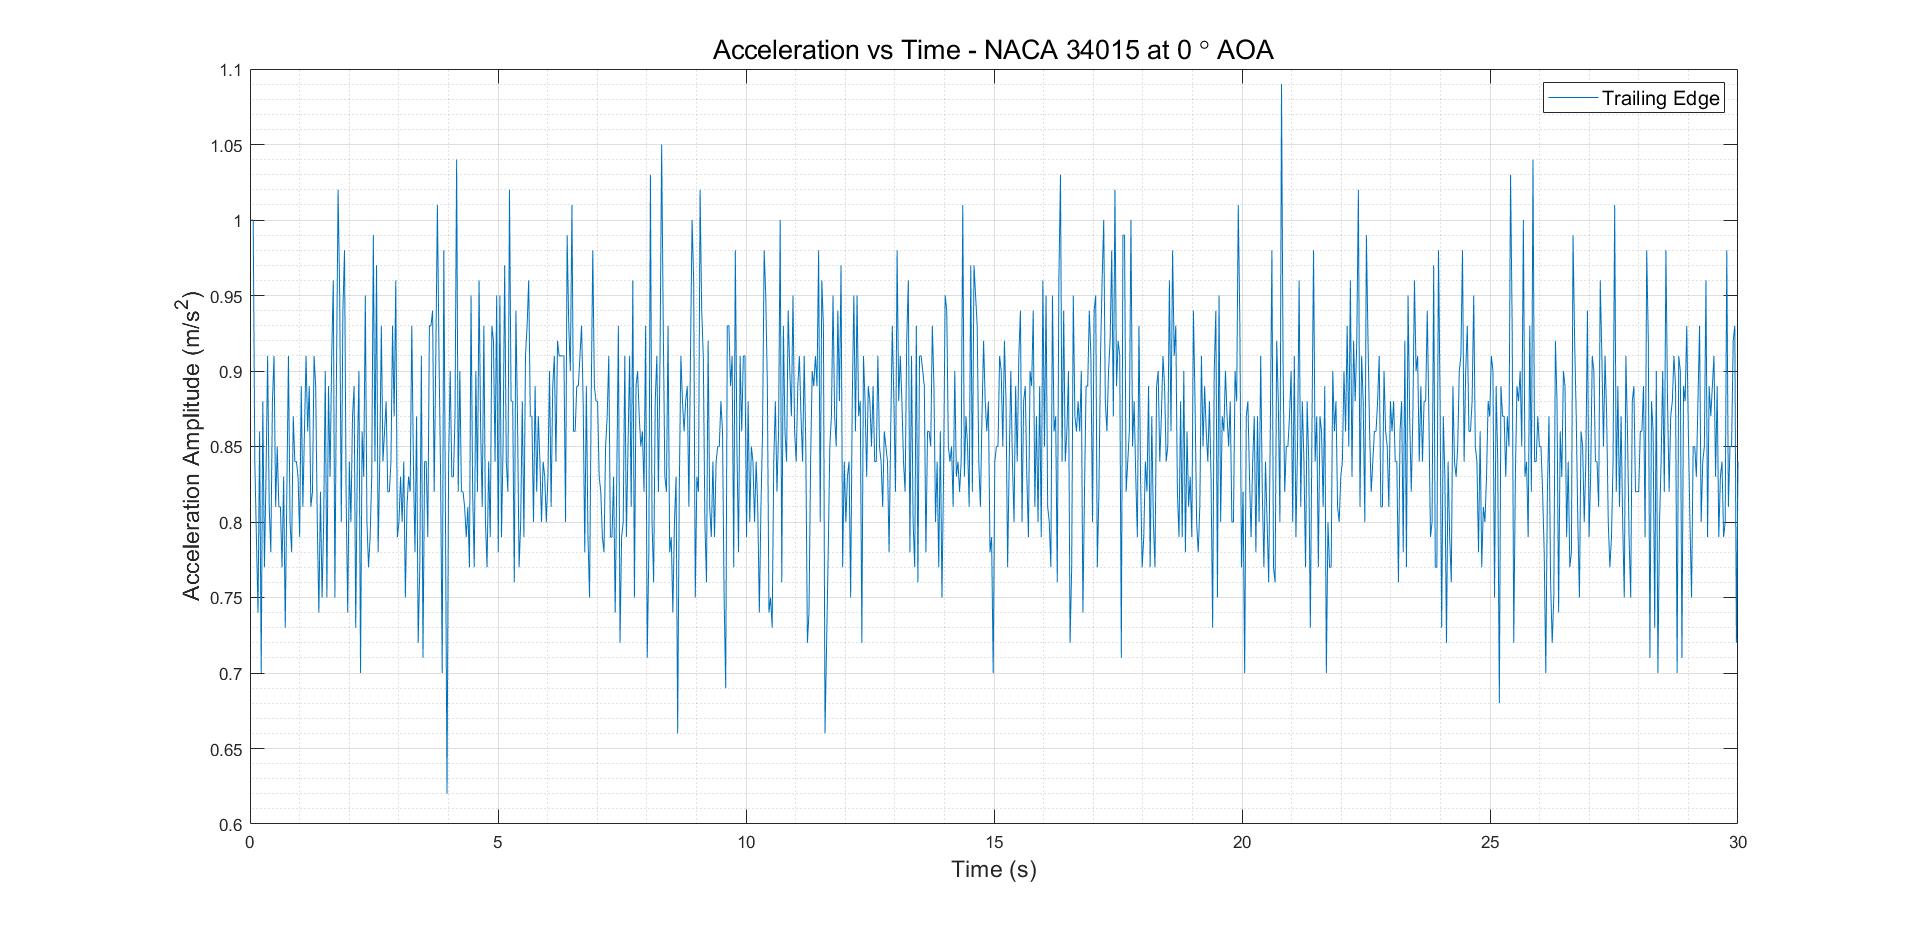 Acceleration vs Time - NACA 34015 at 0 ° AOA
Trailing Edge
Acceleration Amplitude (m/s²)
1.1
1.05
1
0.95
0.9
0.85
0.8
0.75
0.7
0.65
0.6
0 5 10 15 20 25 30
Time (s)